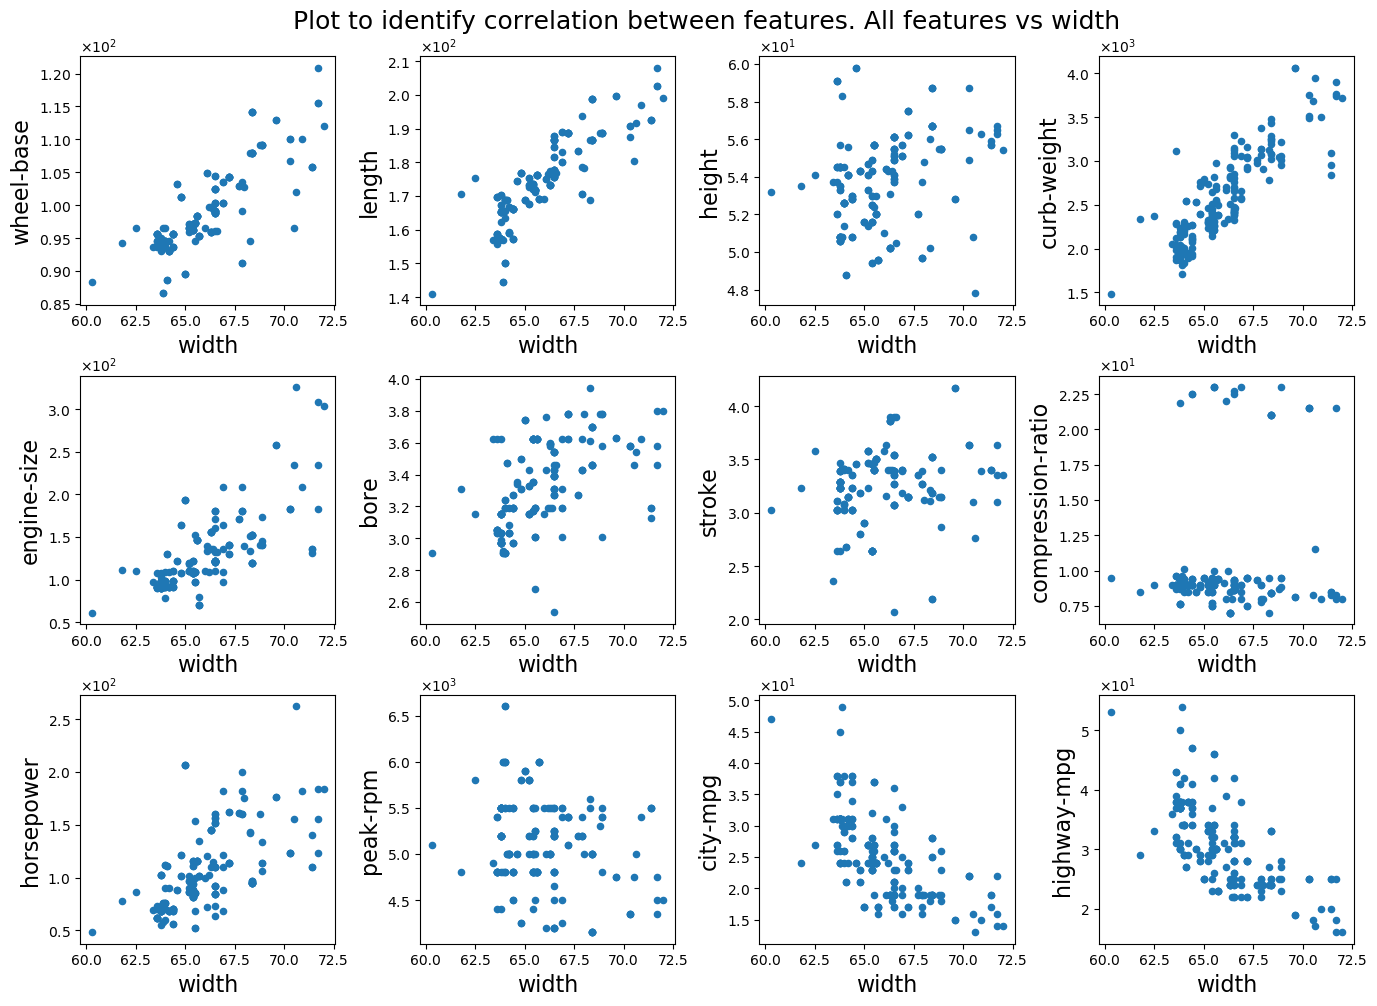 Plot to identify correlation between features. All features vs width
×10²
1.20
1.15
1.10
1.05
1.00
0.95
0.90
0.85
wheel-base
60.0 62.5 65.0 67.5 70.0 72.5
width
×10²
2.1
2.0
1.9
1.8
1.7
1.6
1.5
1.4
length
60.0 62.5 65.0 67.5 70.0 72.5
width
×10¹
6.0
5.8
5.6
5.4
5.2
5.0
4.8
height
60.0 62.5 65.0 67.5 70.0 72.5
width
×10³
4.0
3.5
3.0
2.5
2.0
1.5
curb-weight
60.0 62.5 65.0 67.5 70.0 72.5
width
×10²
3.0
2.5
2.0
1.5
1.0
0.5
engine-size
60.0 62.5 65.0 67.5 70.0 72.5
width
4.0
3.8
3.6
3.4
3.2
3.0
2.8
2.6
bore
60.0 62.5 65.0 67.5 70.0 72.5
width
4.0
3.5
3.0
2.5
2.0
stroke
60.0 62.5 65.0 67.5 70.0 72.5
width
×10¹
2.25
2.00
1.75
1.50
1.25
1.00
0.75
compression-ratio
60.0 62.5 65.0 67.5 70.0 72.5
width
×10²
2.5
2.0
1.5
1.0
0.5
horsepower
60.0 62.5 65.0 67.5 70.0 72.5
width
×10³
6.5
6.0
5.5
5.0
4.5
peak-rpm
60.0 62.5 65.0 67.5 70.0 72.5
width
×10¹
5.0
4.5
4.0
3.5
3.0
2.5
2.0
1.5
city-mpg
60.0 62.5 65.0 67.5 70.0 72.5
width
×10¹
5
4
3
2
highway-mpg
60.0 62.5 65.0 67.5 70.0 72.5
width